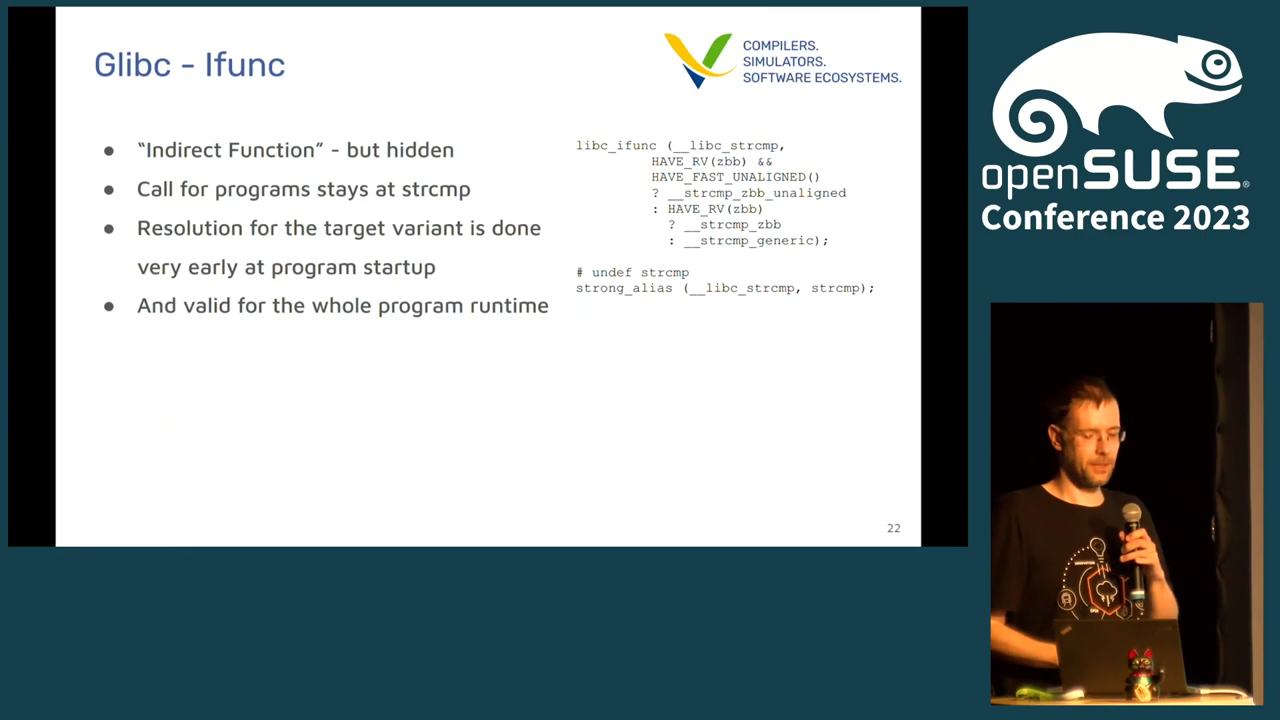 Glibc - Ifunc
COMPILERS.
SIMULATORS.
SOFTWARE ECOSYSTEMS.
● “Indirect Function” - but hidden
● Call for programs stays at strcmp
● Resolution for the target variant is done
very early at program startup
● And valid for the whole program runtime
libc_ifunc (__libc_strcmp,
HAVE_RV(zbb) &&
HAVE_FAST_UNALIGNED()
? __strcmp_zbb_unaligned
: HAVE_RV(zbb)
? __strcmp_zbb
: __strcmp_generic);
# undef strcmp
strong_alias (__libc_strcmp, strcmp);
22
openSUSE®
Conference 2023